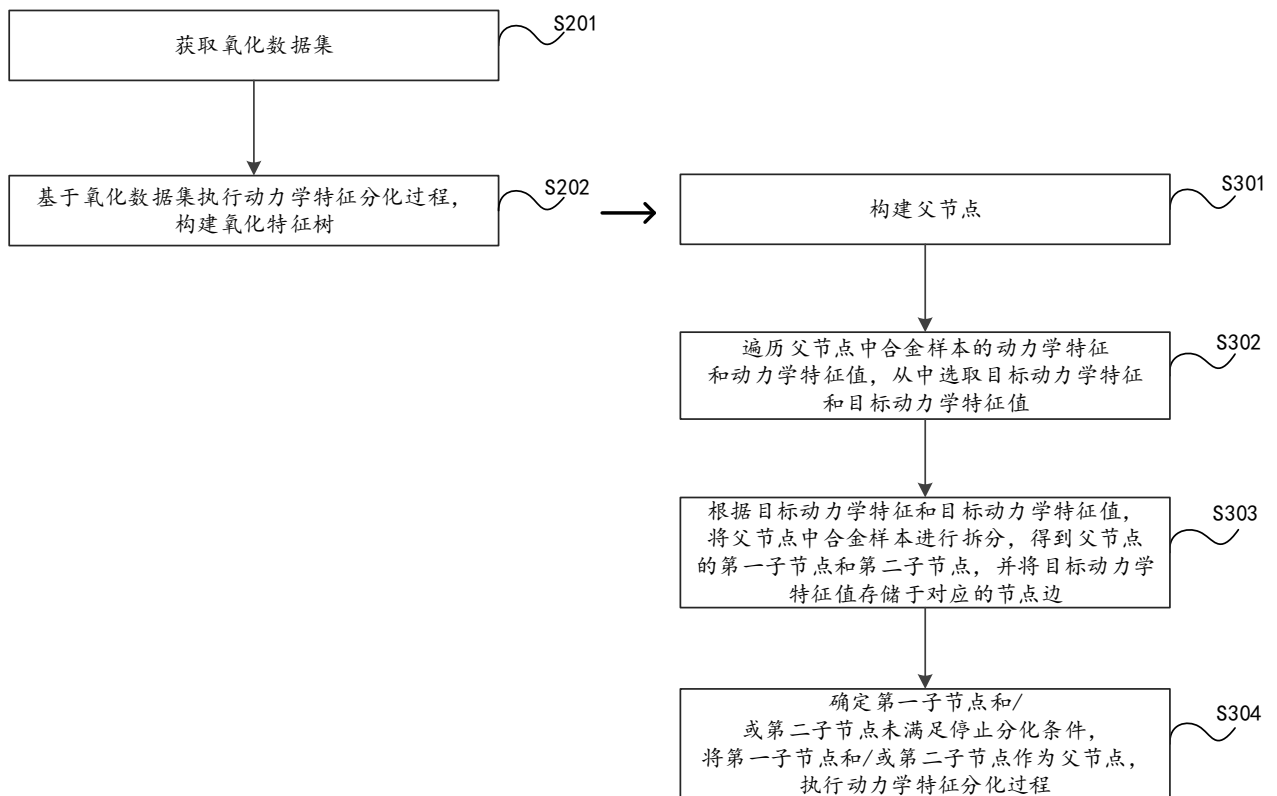 获取氧化数据集
S201
基于氧化数据集执行动力学特征分化过程，
构建氧化特征树
S202
构建父节点
S301
遍历父节点中合金样本的动力学特征
和动力学特征值，从中选取目标动力学特征
和目标动力学特征值
S302
根据目标动力学特征和目标动力学特征值，
将父节点中合金样本进行拆分，得到父节点
的第一子节点和第二子节点，并将目标动力学
特征值存储于对应的节点边
S303
确定第一子节点和/
或第二子节点未满足停止分化条件，
将第一子节点和/或第二子节点作为父节点，
执行动力学特征分化过程
S304